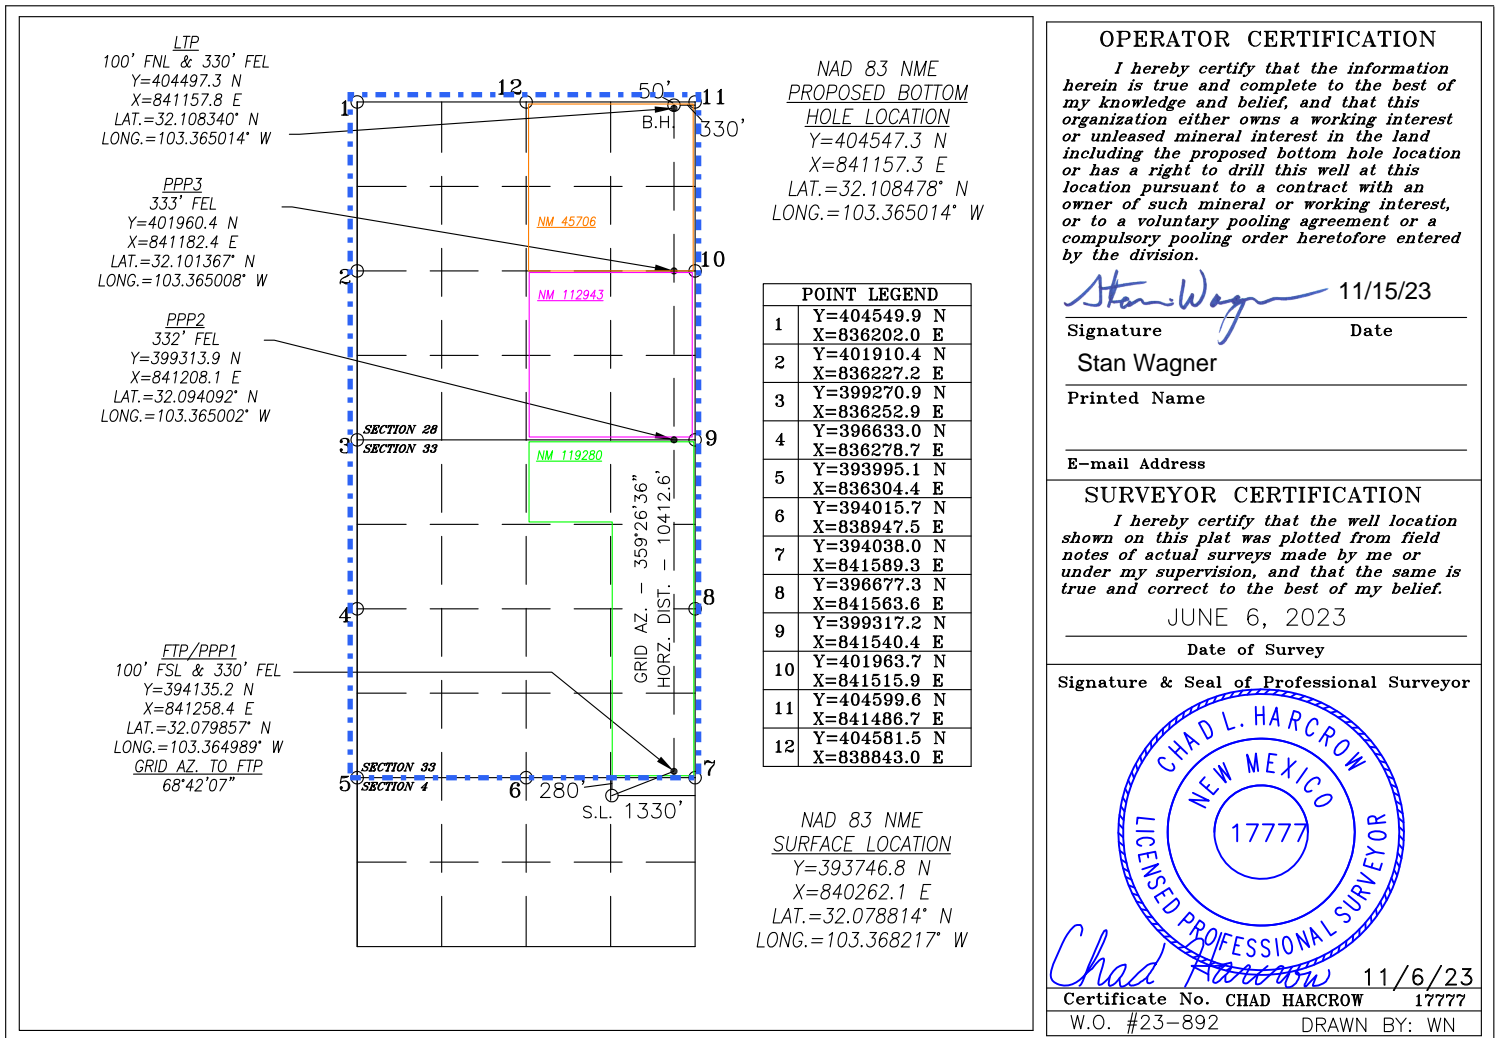 LTP
100' FNL & 330' FEL
Y=404497.3 N
X=841157.8 E
LAT.=32.108340° N
LONG.=103.365014° W
PPP3
333' FEL
Y=401960.4 N
X=841182.4 E
LAT.=32.101367° N
LONG.=103.365008° W
PPP2
332' FEL
Y=399313.9 N
X=841208.1 E
LAT.=32.094092° N
LONG.=103.365002° W
FTP/PPP1
100' FSL & 330' FEL
Y=394135.2 N
X=841258.4 E
LAT.=32.079857° N
LONG.=103.364989° W
GRID AZ. TO FTP
68°42'07"
1
12
50'
11
B.H.
330'
NM 45706
2
10
NM 112943
SECTION 28
3
SECTION 33
9
NM 119280
GRID AZ. – 359°26'36"
HORZ. DIST. – 10412.6'
4
8
SECTION 33
5
SECTION 4
6
280'
7
S.L. 1330'
NAD 83 NME
PROPOSED BOTTOM
HOLE LOCATION
Y=404547.3 N
X=841157.3 E
LAT.=32.108478° N
LONG.=103.365014° W
POINT LEGEND
1 Y=404549.9 N
X=836202.0 E
2 Y=401910.4 N
X=836227.2 E
3 Y=399270.9 N
X=836252.9 E
4 Y=396633.0 N
X=836278.7 E
5 Y=393995.1 N
X=836304.4 E
6 Y=394015.7 N
X=838947.5 E
7 Y=394038.0 N
X=841589.3 E
8 Y=396677.3 N
X=841563.6 E
9 Y=399317.2 N
X=841540.4 E
10 Y=401963.7 N
X=841515.9 E
11 Y=404599.6 N
X=841486.7 E
12 Y=404581.5 N
X=838843.0 E
NAD 83 NME
SURFACE LOCATION
Y=393746.8 N
X=840262.1 E
LAT.=32.078814° N
LONG.=103.368217° W
OPERATOR CERTIFICATION
I hereby certify that the information
herein is true and complete to the best of
my knowledge and belief, and that this
organization either owns a working interest
or unleased mineral interest in the land
including the proposed bottom hole location
or has a right to drill this well at this
location pursuant to a contract with an
owner of such mineral or working interest,
or to a voluntary pooling agreement or a
compulsory pooling order heretofore entered
by the division.
Stan Wagner 11/15/23
Signature Date
Stan Wagner
Printed Name
E-mail Address
SURVEYOR CERTIFICATION
I hereby certify that the well location
shown on this plat was plotted from field
notes of actual surveys made by me or
under my supervision, and that the same is
true and correct to the best of my belief.
JUNE 6, 2023
Date of Survey
Signature & Seal of Professional Surveyor
CHAD L. HARCROW
NEW MEXICO
17777
LICENSED PROFESSIONAL SURVEYOR
Chad Harcrow 11/6/23
Certificate No. CHAD HARCROW 17777
W.O. #23–892 DRAWN BY: WN